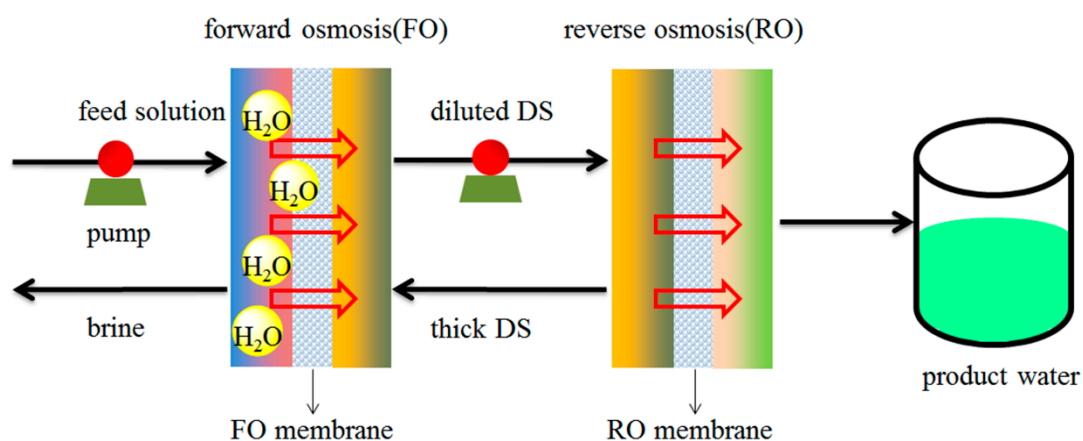 forward osmosis(FO)
reverse osmosis(RO)
feed solution
diluted DS
H₂O
H₂O
H₂O
H₂O
pump
brine
thick DS
product water
FO membrane
RO membrane